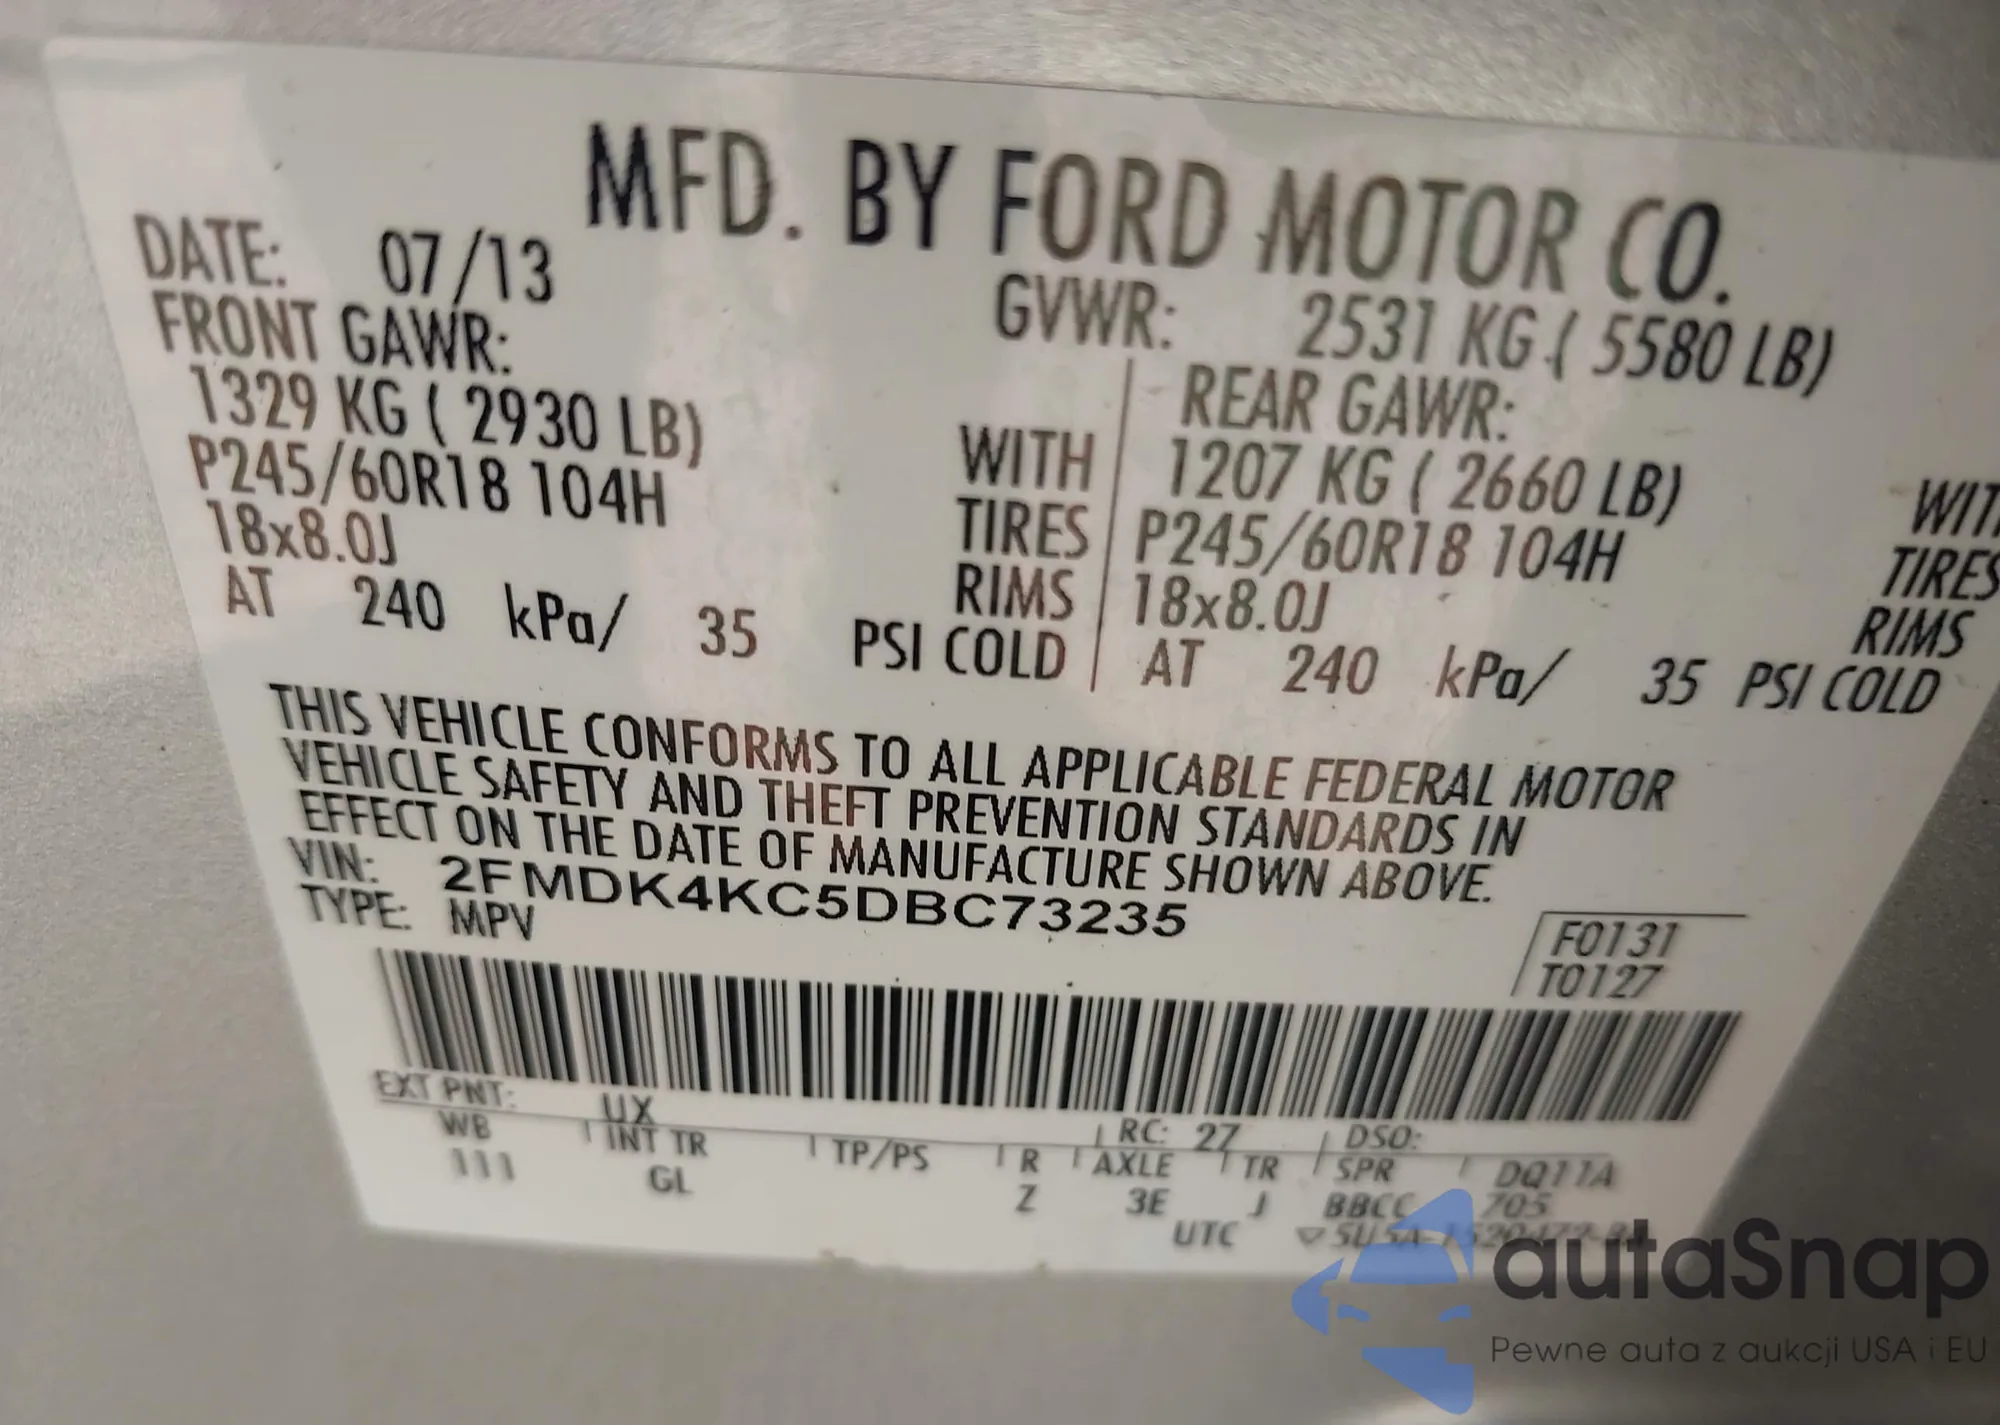 MFD. BY FORD MOTOR CO.
DATE: 07/13
GVWR: 2531 KG ( 5580 LB)
FRONT GAWR:
REAR GAWR:
1329 KG ( 2930 LB)
WITH
1207 KG ( 2660 LB)
WIT
P245/60R18 104H
TIRES
P245/60R18 104H
TIRES
18x8.0J
RIMS
18x8.0J
RIMS
AT 240 kPa/ 35 PSI COLD
AT 240 kPa/ 35 PSI COLD
THIS VEHICLE CONFORMS TO ALL APPLICABLE FEDERAL MOTOR
VEHICLE SAFETY AND THEFT PREVENTION STANDARDS IN
EFFECT ON THE DATE OF MANUFACTURE SHOWN ABOVE.
VIN: 2FMDK4KC5DBC73235
TYPE: MPV
F0131
T0127
EXT PNT: UX
RC: 27
DSO:
WB
INT TR
TP/PS
R
AXLE
TR
SPR
DQ11A
111
GL
Z
3E
J
BBCC
705
UTC
autaSnap
Pewne auta z aukcji USA i EU